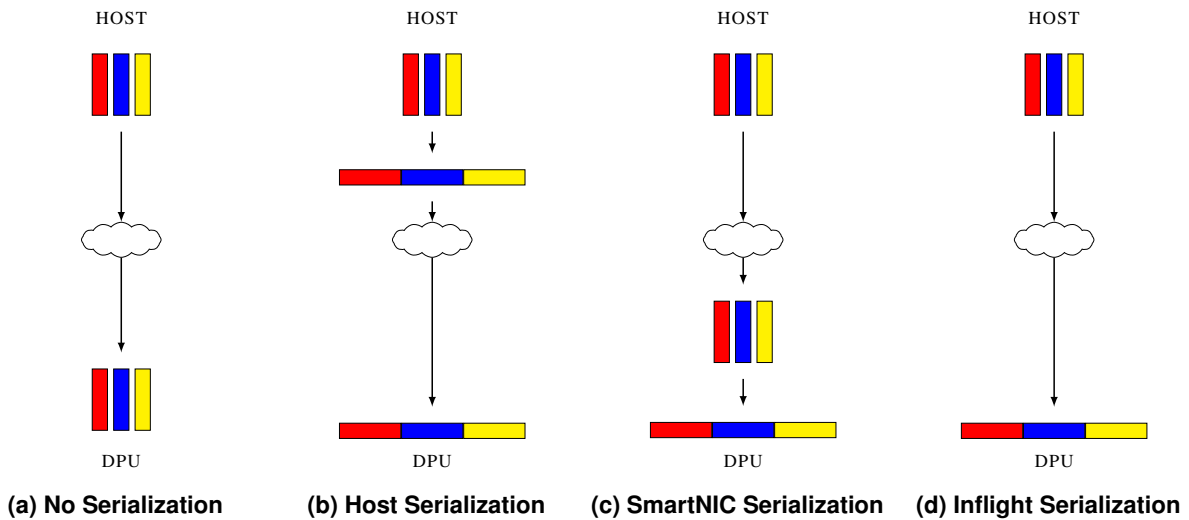 HOST HOST HOST HOST
DPU DPU DPU DPU
(a) No Serialization (b) Host Serialization (c) SmartNIC Serialization (d) Inflight Serialization